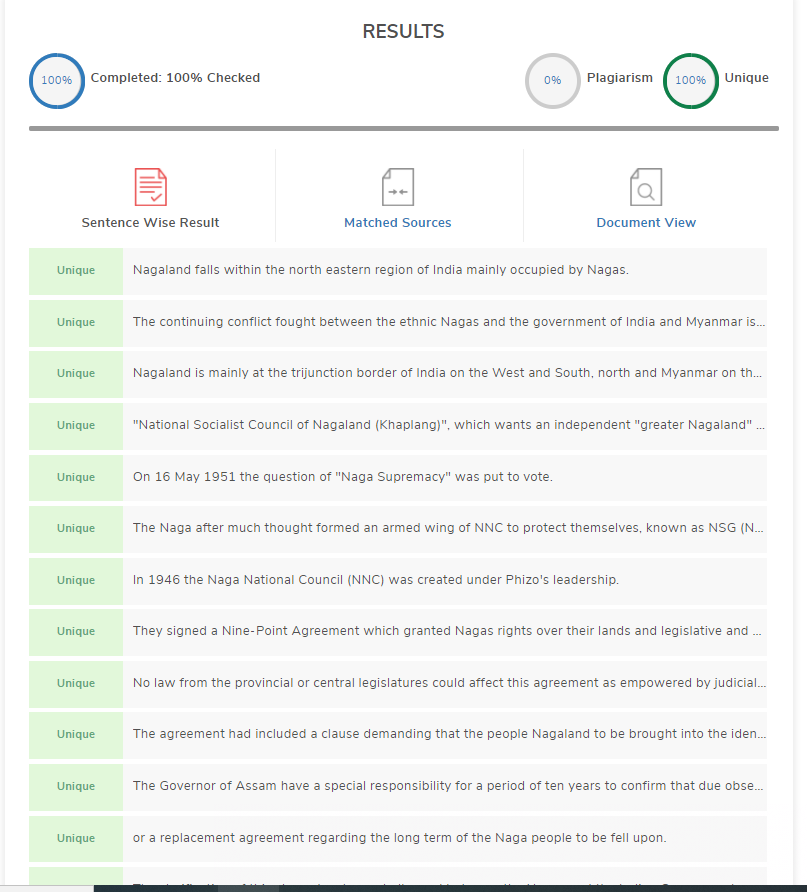 RESULTS
100% Completed: 100% Checked 0% Plagiarism 100% Unique
Sentence Wise Result Matched Sources Document View
Unique Nagaland falls within the north eastern region of India mainly occupied by Nagas.
Unique The continuing conflict fought between the ethnic Nagas and the government of India and Myanmar is...
Unique Nagaland is mainly at the trijunction border of India on the West and South, north and Myanmar on th...
Unique "National Socialist Council of Nagaland (Khaplang)", which wants an independent "greater Nagaland" ...
Unique On 16 May 1951 the question of "Naga Supremacy" was put to vote.
Unique The Naga after much thought formed an armed wing of NNC to protect themselves, known as NSG (N...
Unique In 1946 the Naga National Council (NNC) was created under Phizo's leadership.
Unique They signed a Nine-Point Agreement which granted Nagas rights over their lands and legislative and ...
Unique No law from the provincial or central legislatures could affect this agreement as empowered by judicial...
Unique The agreement had included a clause demanding that the people Nagaland to be brought into the iden...
Unique The Governor of Assam have a special responsibility for a period of ten years to confirm that due obse...
Unique or a replacement agreement regarding the long term of the Naga people to be fell upon.